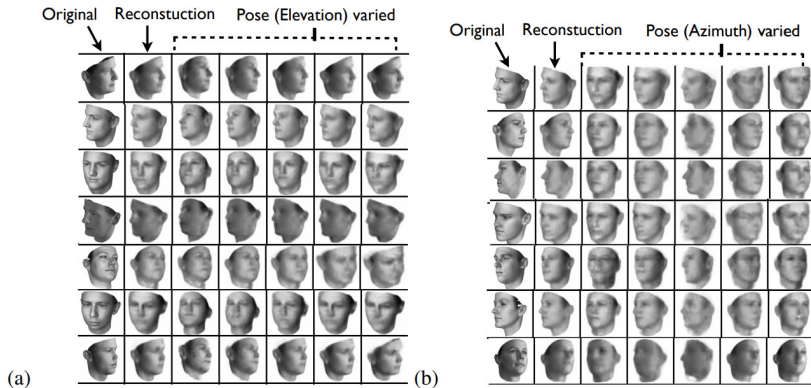 Original Reconstuction Pose (Elevation) varied
(a)
Original Reconstuction Pose (Azimuth) varied
(b)